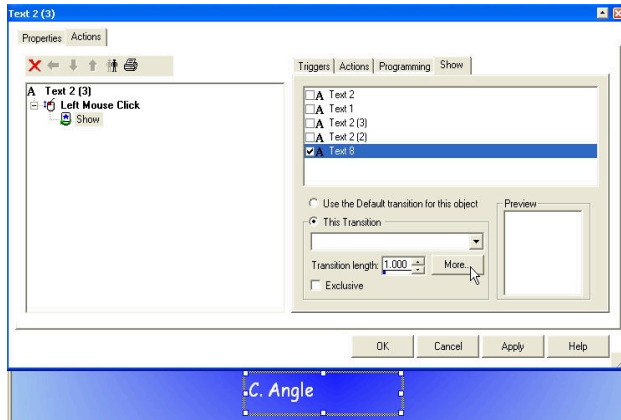 Text 2 (3)
Properties Actions
Triggers Actions Programming Show
A Text 2 (3)
Left Mouse Click
Show
A Text 2
A Text 1
A Text 2 (3)
A Text 2 (2)
A Text 8
Use the Default transition for this object
Preview
This Transition
Transition length: 1.000 More...
Exclusive
OK Cancel Apply Help
C. Angle